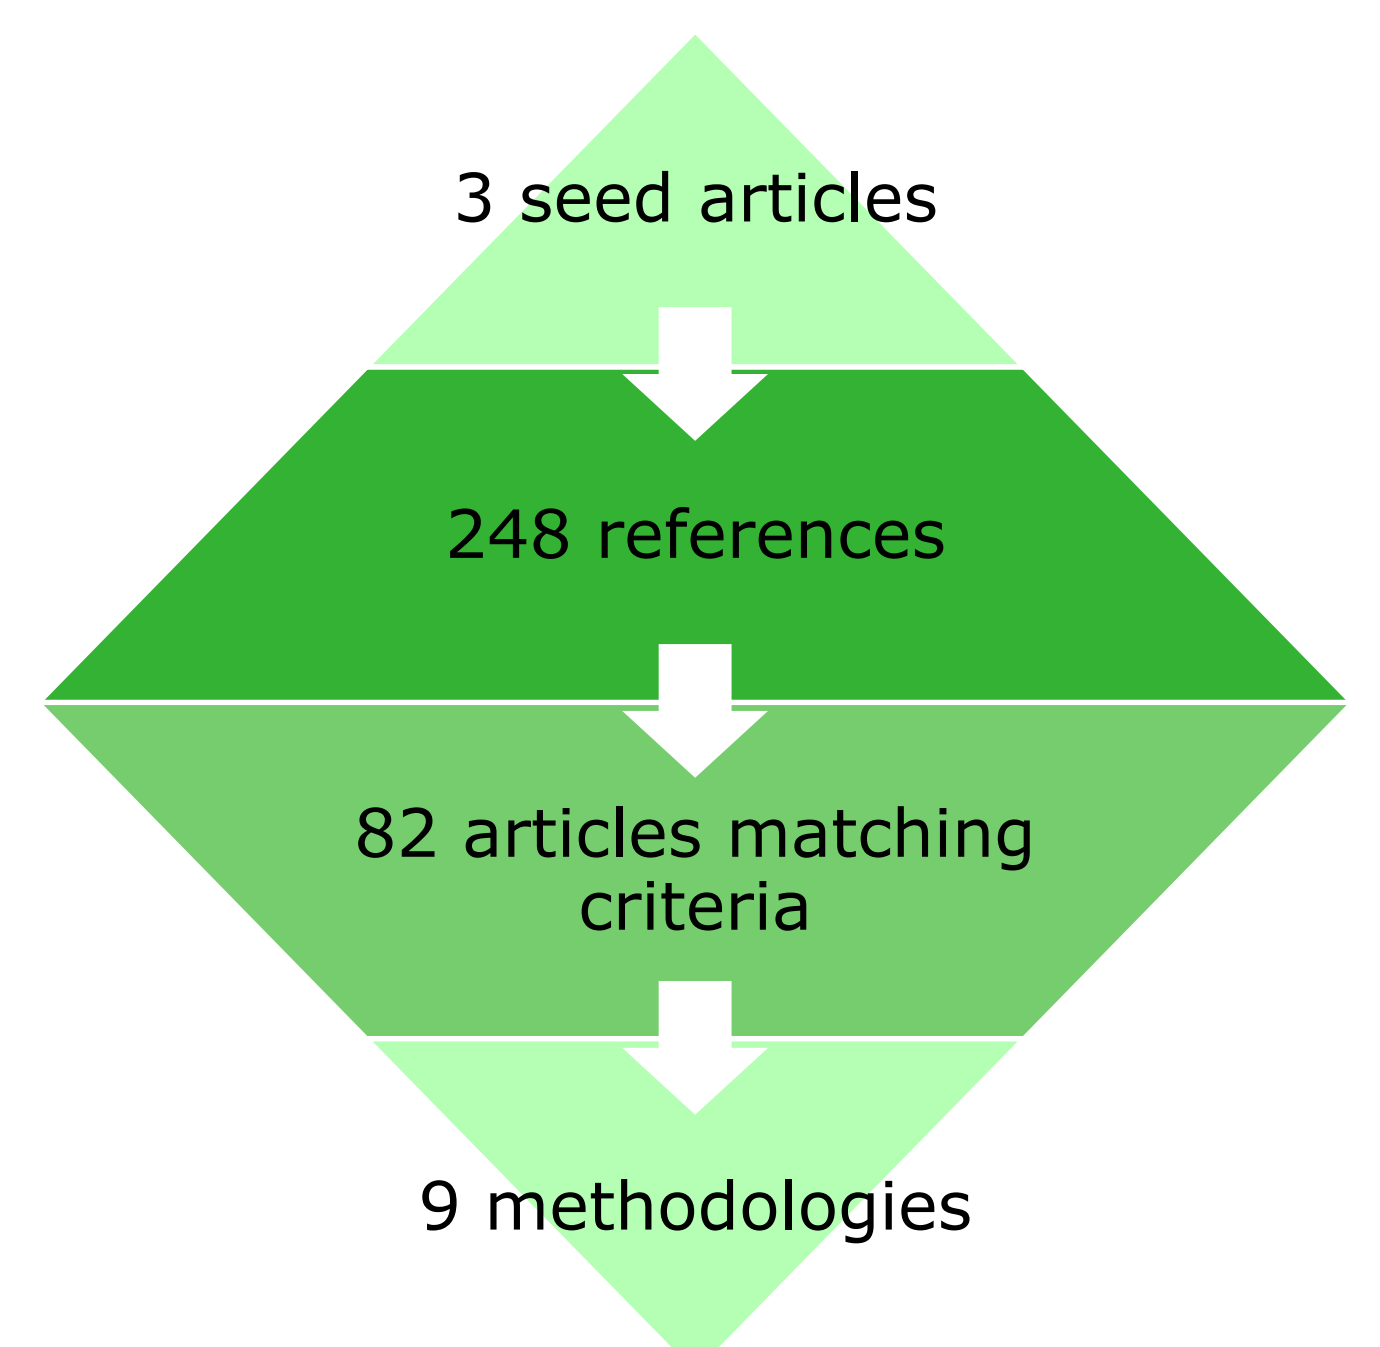 3 seed articles
248 references
82 articles matching
criteria
9 methodologies